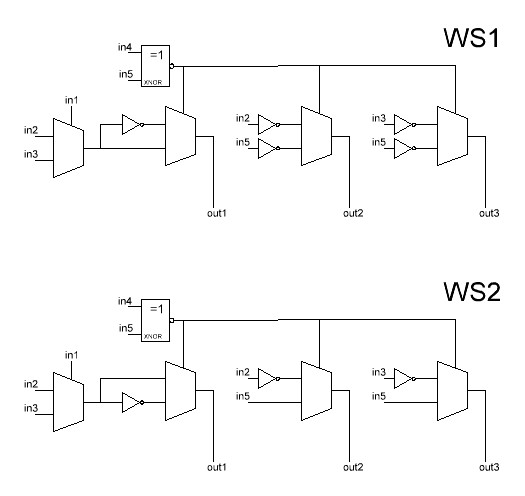 WS1
in4
=1
in5
XNOR
in1
in2
in3
in2
in5
in3
in5
out1
out2
out3
WS2
in4
=1
in5
XNOR
in1
in2
in3
in2
in5
in3
in5
out1
out2
out3